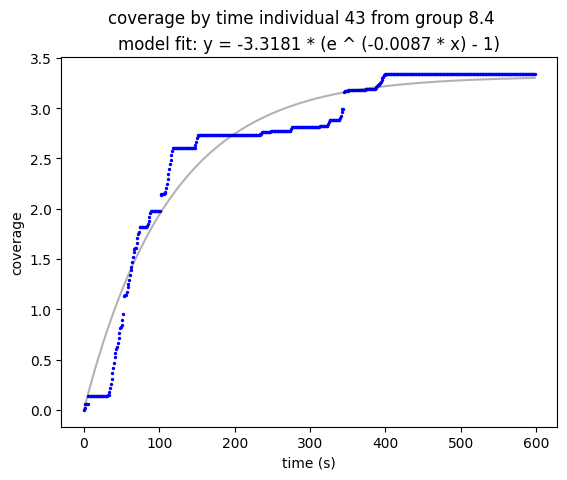 coverage by time individual 43 from group 8.4
model fit: y = -3.3181 * (e ^ (-0.0087 * x) - 1)
3.5
3.0
2.5
2.0
1.5
1.0
0.5
0.0
coverage
0 100 200 300 400 500 600
time (s)